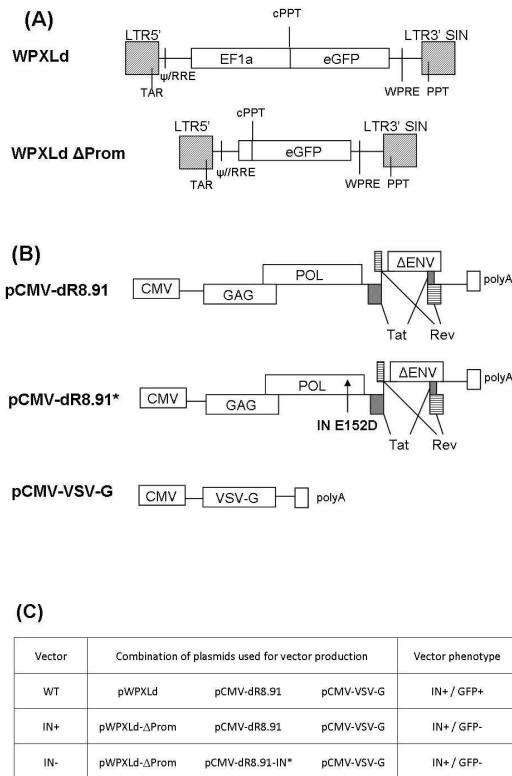 (A)
cPPT
WPXLd
LTR5'
LTR3' SIN
EF1a
eGFP
TAR
ψ/RRE
WPRE
PPT
cPPT
WPXLd ΔProm
LTR5'
LTR3' SIN
eGFP
TAR
ψ//RRE
WPRE
PPT
(B)
pCMV-dR8.91
CMV
GAG
POL
ΔENV
polyA
Tat
Rev
pCMV-dR8.91*
CMV
GAG
POL
ΔENV
polyA
IN E152D
Tat
Rev
pCMV-VSV-G
CMV
VSV-G
polyA
(C)
Vector Combination of plasmids used for vector production Vector phenotype
WT pWPXLd pCMV-dR8.91 pCMV-VSV-G IN+ / GFP+
IN+ pWPXLd-ΔProm pCMV-dR8.91 pCMV-VSV-G IN+ / GFP-
IN- pWPXLd-ΔProm pCMV-dR8.91-IN* pCMV-VSV-G IN+ / GFP-